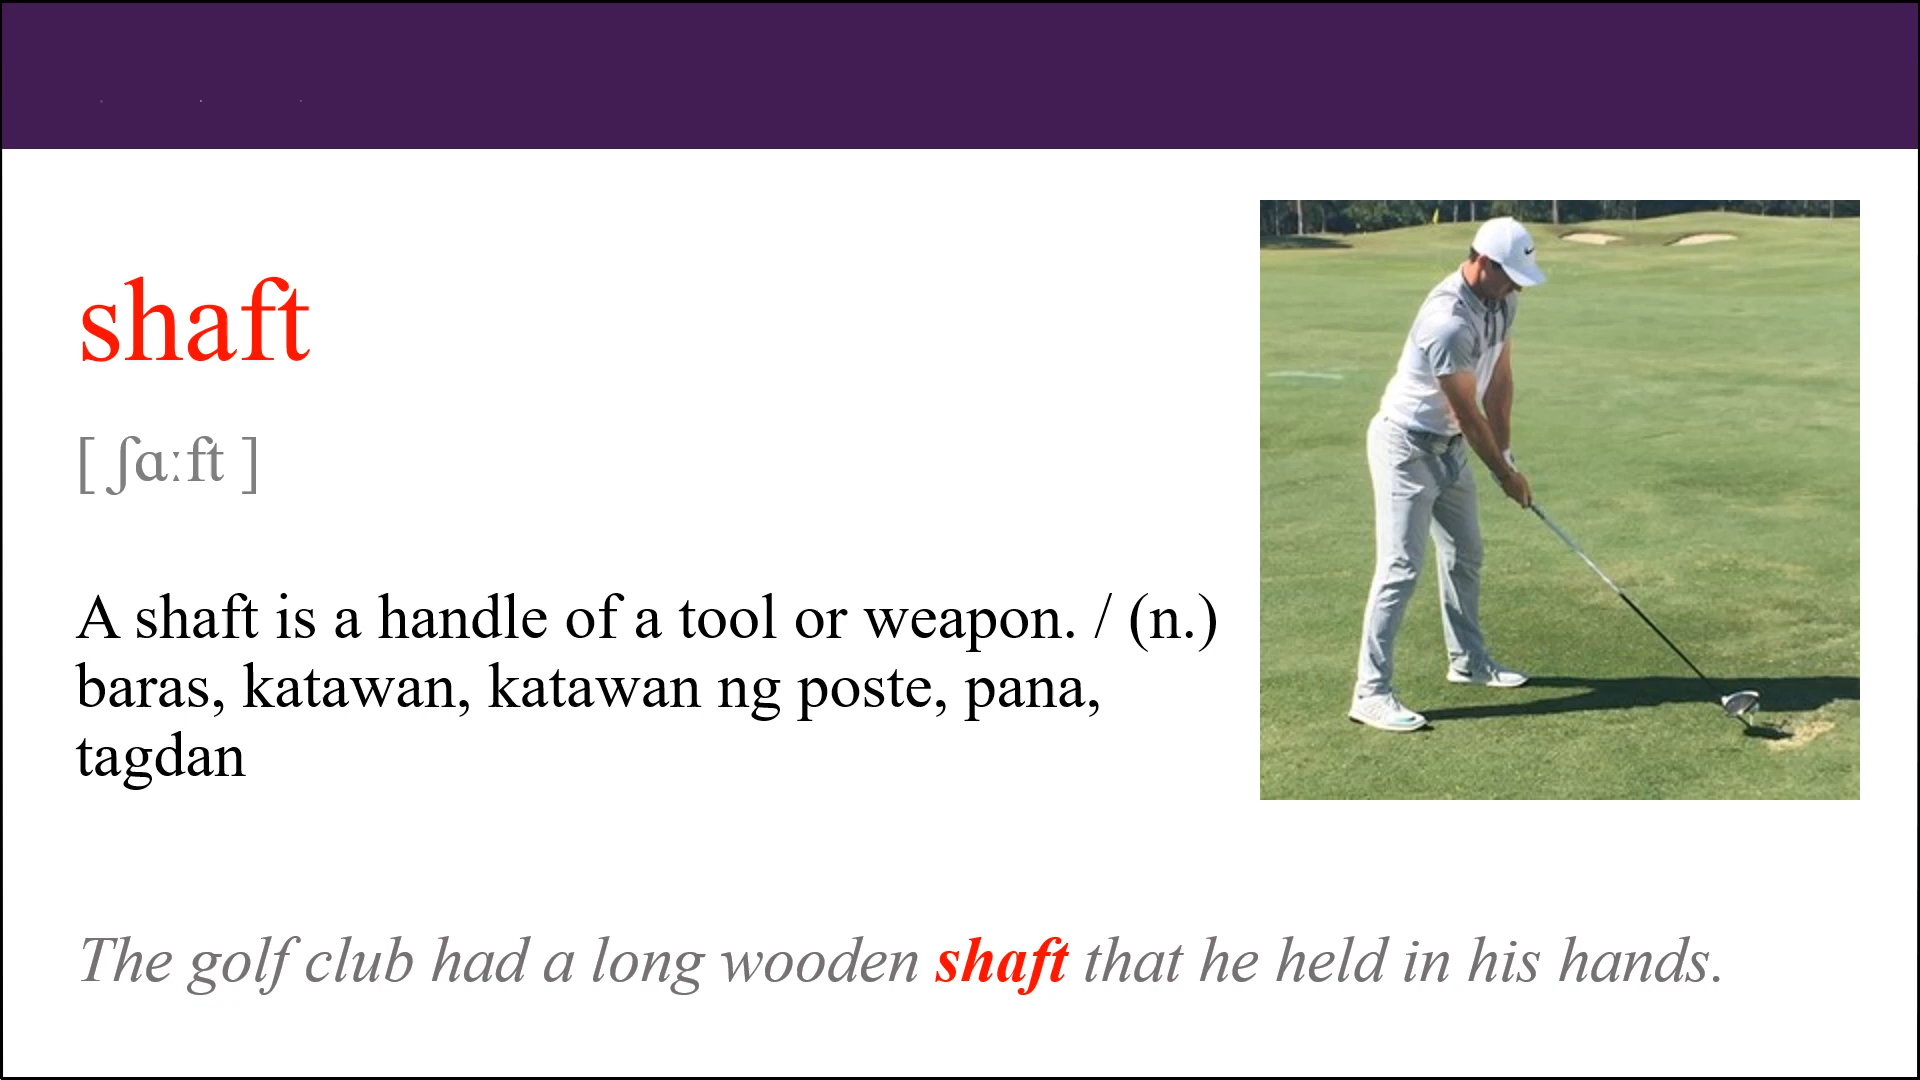 shaft
[ ʃɑːft ]
A shaft is a handle of a tool or weapon. / (n.)
baras, katawan, katawan ng poste, pana,
tagdan
The golf club had a long wooden shaft that he held in his hands.